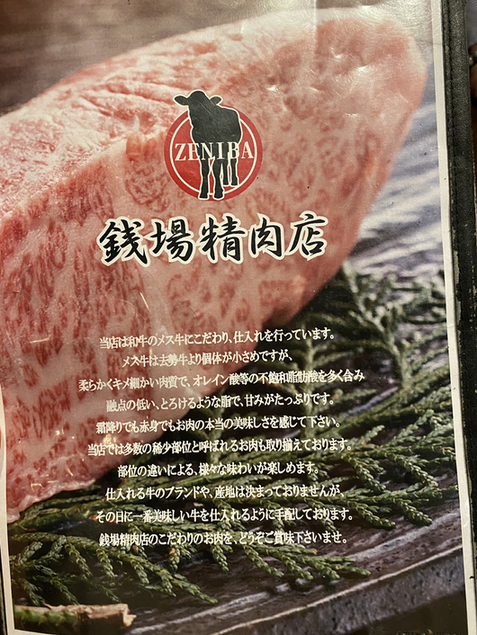 ZENIBA
銭場精肉店
当店は和牛のメス牛にこだわり、仕入れを行っています。
メス牛は去勢牛より個体が小さめですが、
柔らかくキメ細かい肉質で、オレイン酸等の不飽和脂肪酸を多く含み
融点の低い、とろけるような脂で、甘みがたっぷりです。
霜降りでも赤身でもお肉の本当の美味しさを感じて下さい。
当店では多数の稀少部位と呼ばれるお肉も取り揃えております。
部位の違いによる、様々な味わいが楽しめます。
仕入れる牛のブランドや、産地は決まっておりませんが、
その日に一番美味しい牛を仕入れるように手配しております。
銭場精肉店のこだわりのお肉を、どうぞご賞味下さいませ。